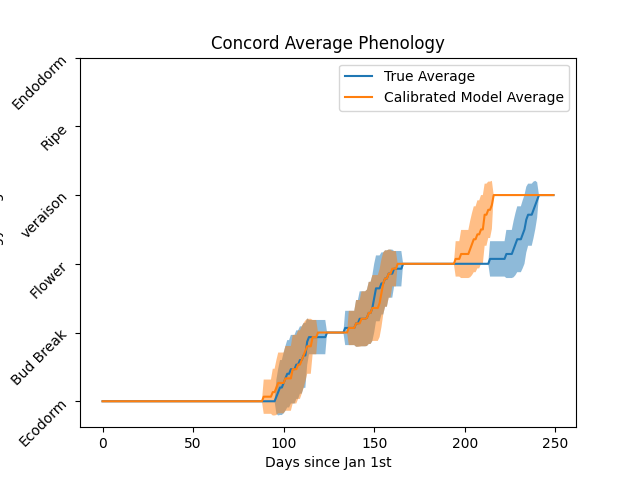 Concord Average Phenology
True Average
Calibrated Model Average
Endodorm
Ripe
veraison
Flower
Bud Break
Ecodorm
0 50 100 150 200 250
Days since Jan 1st